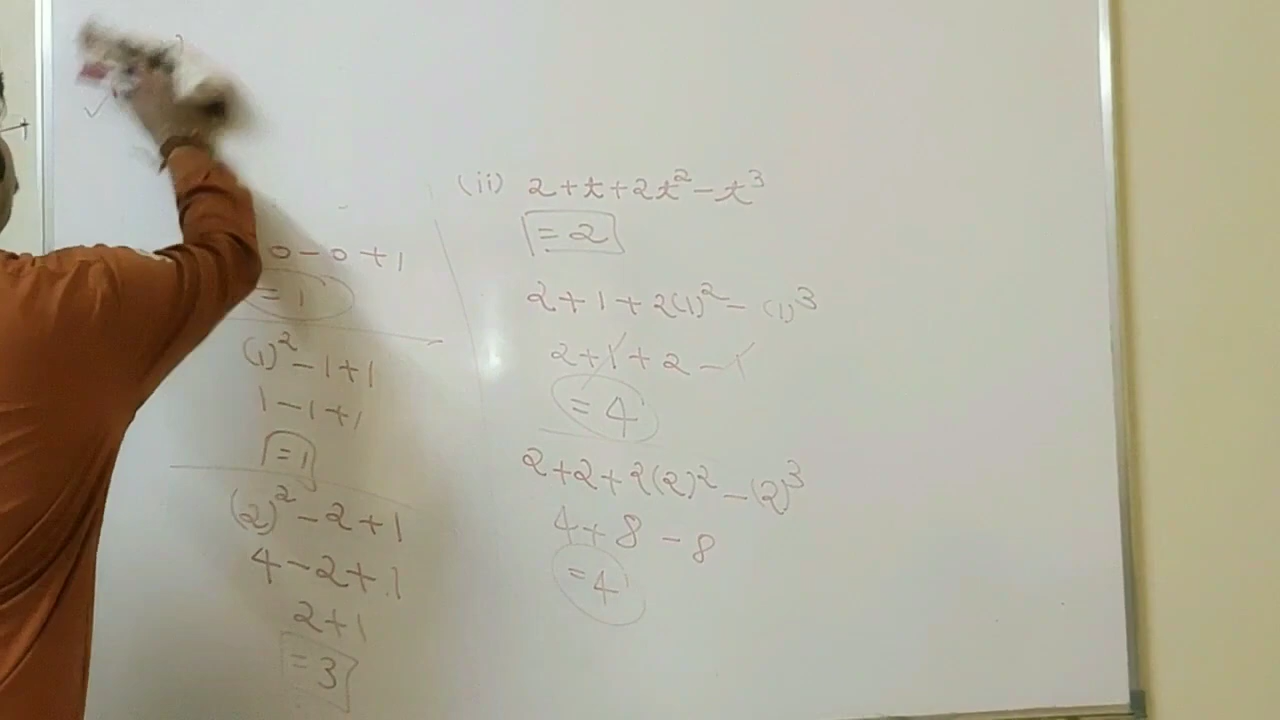 0 - 0 + 1
= 1
(1)² - 1 + 1
1 - 1 + 1
= 1
(2)² - 2 + 1
4 - 2 + 1
2 + 1
= 3
(ii) 2 + t + 2t² - t³
= 2
2 + 1 + 2(1)² - (1)³
2 + 1 + 2 - 1
= 4
2 + 2 + 2(2)² - (2)³
4 + 8 - 8
= 4